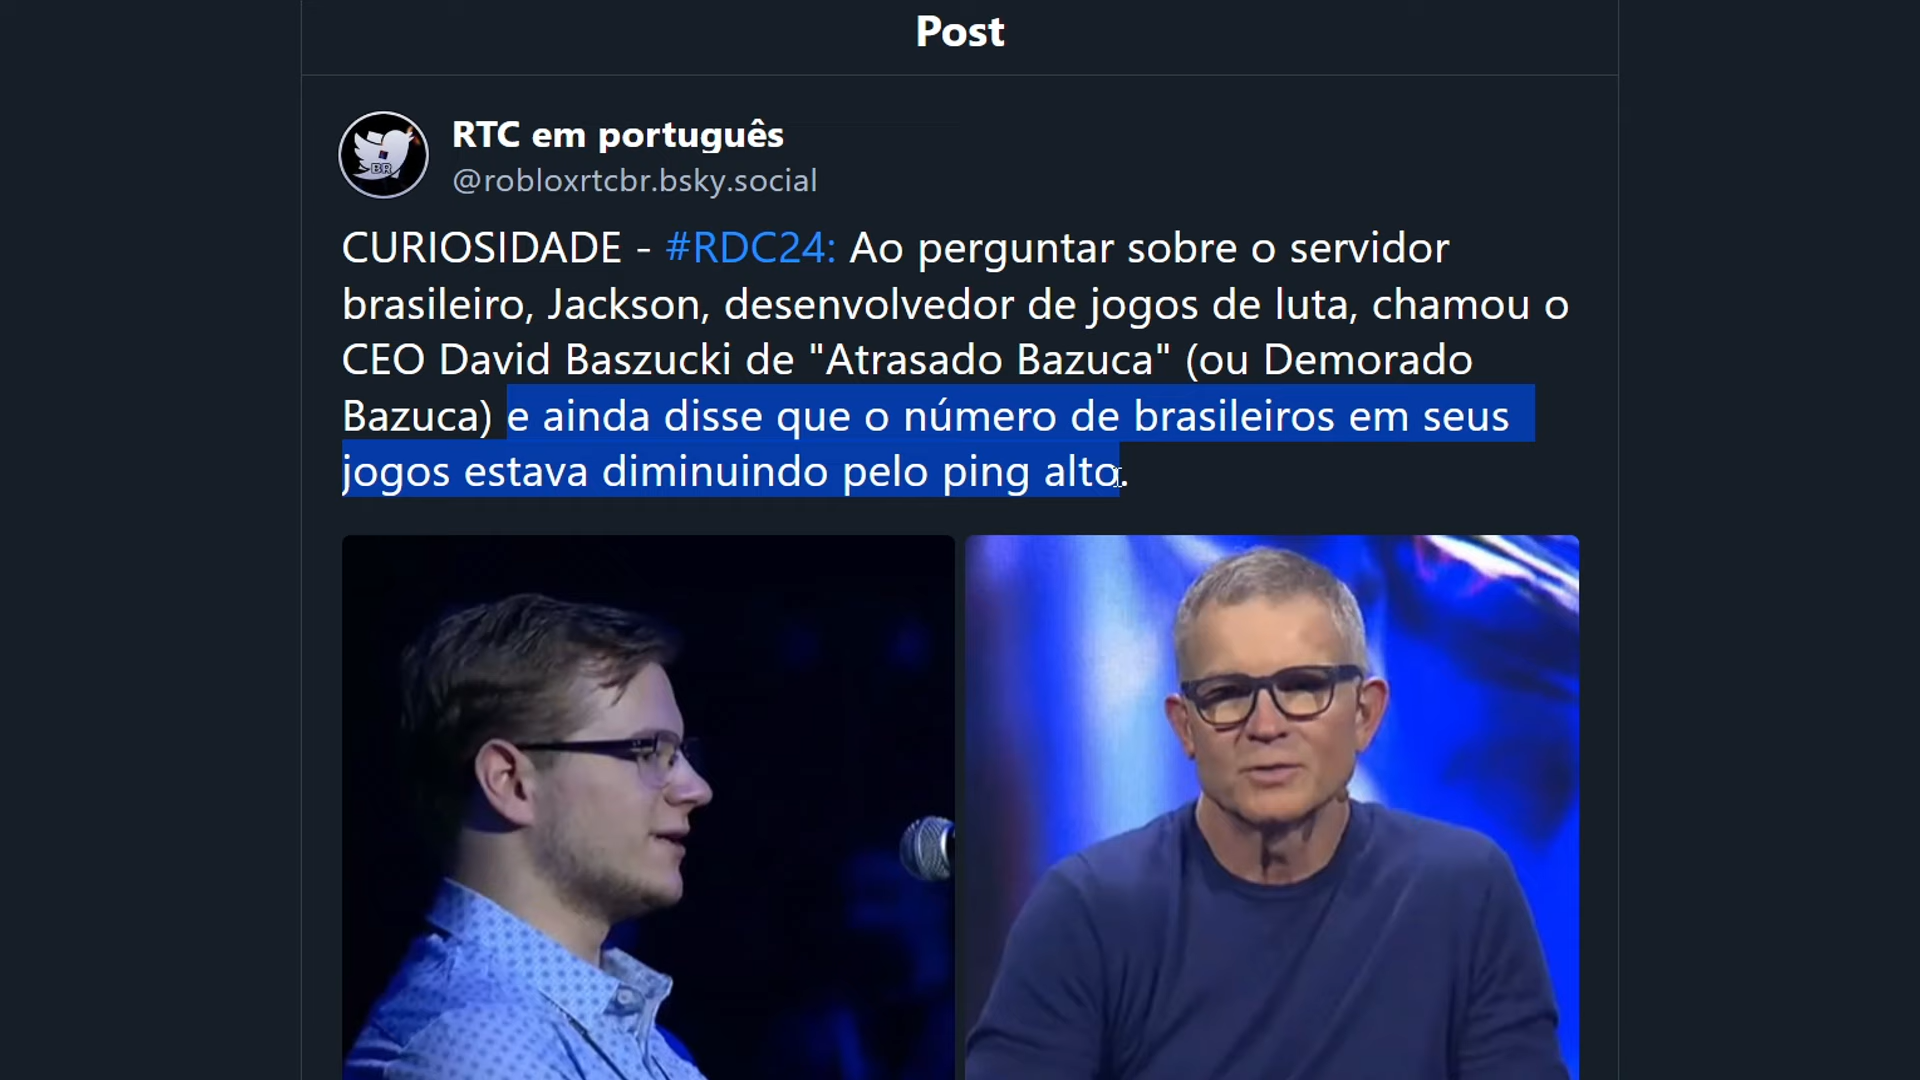 Post
RTC em português
@robloxrtcbr.bsky.social
CURIOSIDADE - #RDC24: Ao perguntar sobre o servidor
brasileiro, Jackson, desenvolvedor de jogos de luta, chamou o
CEO David Baszucki de "Atrasado Bazuca" (ou Demorado
Bazuca) e ainda disse que o número de brasileiros em seus
jogos estava diminuindo pelo ping alto.
BR